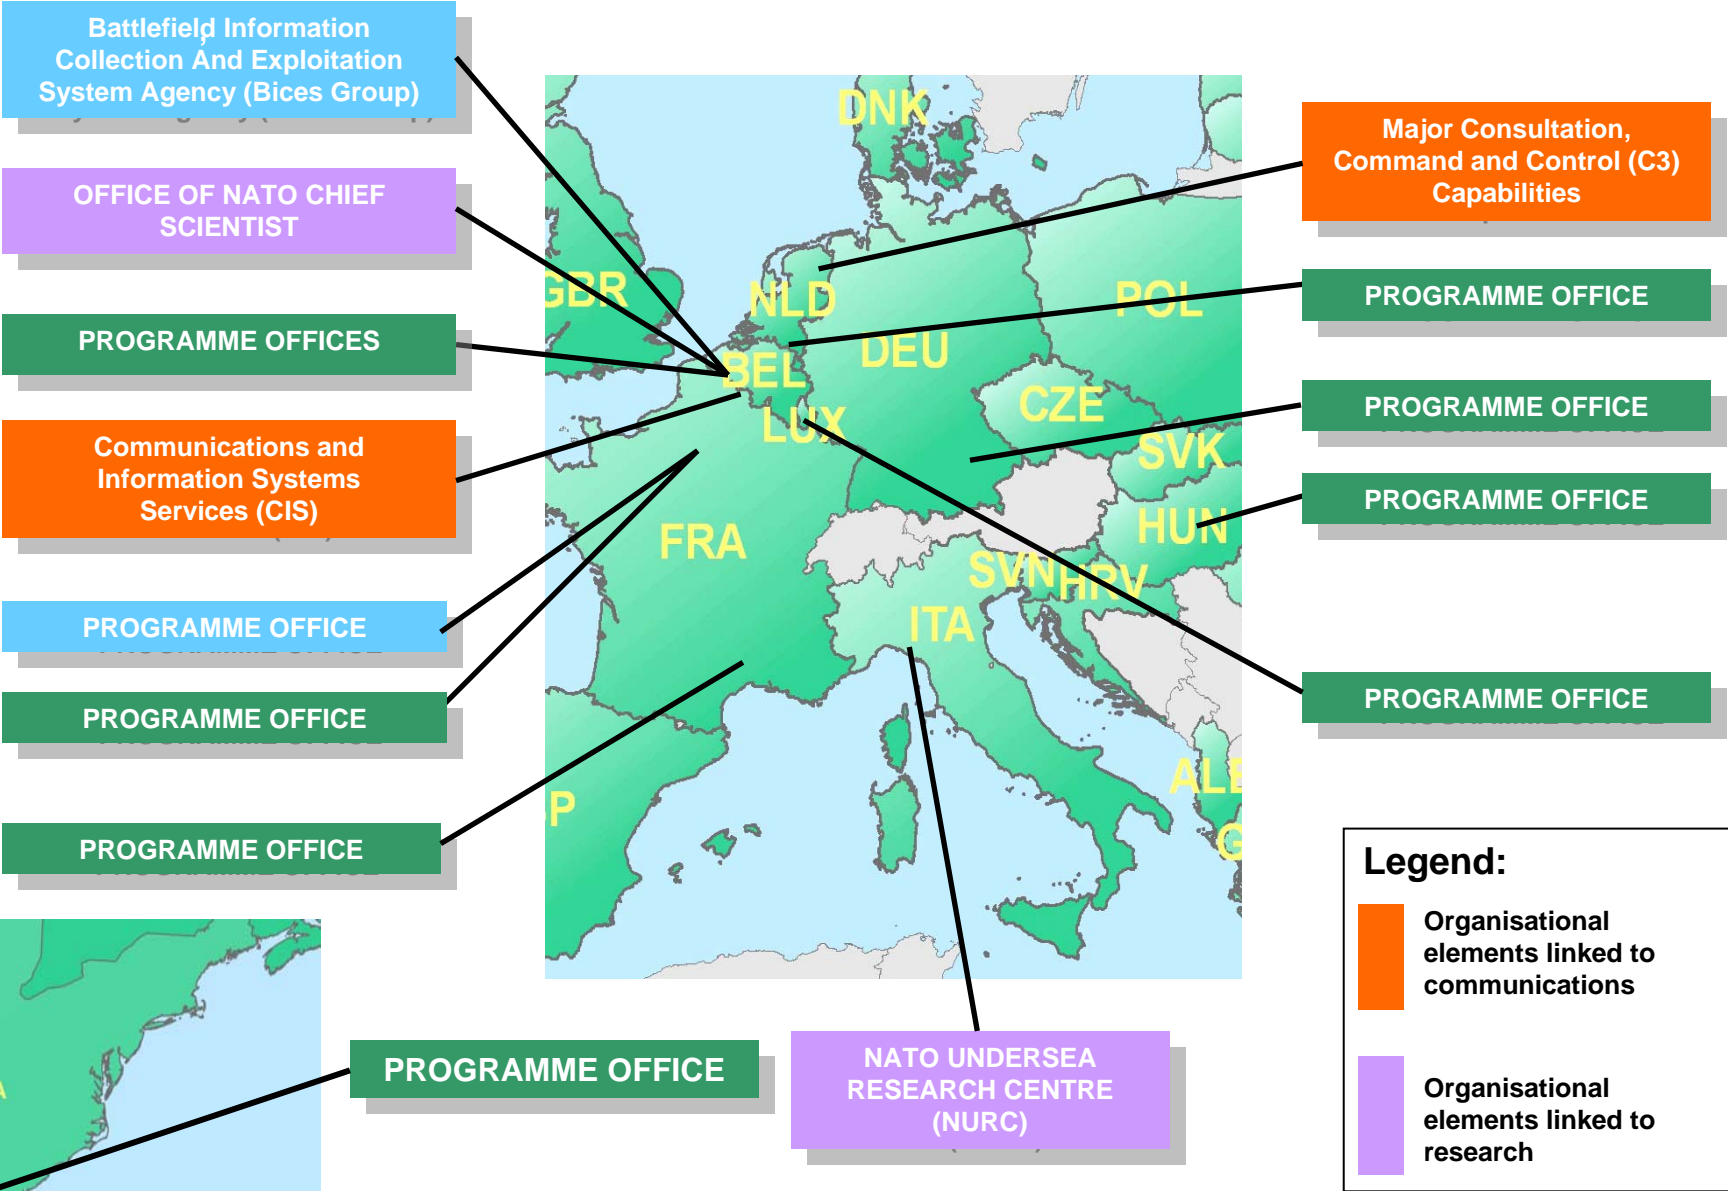 Battlefield Information
Collection And Exploitation
System Agency (Bices Group)
OFFICE OF NATO CHIEF
SCIENTIST
PROGRAMME OFFICES
Communications and
Information Systems
Services (CIS)
PROGRAMME OFFICE
PROGRAMME OFFICE
PROGRAMME OFFICE
DNK
GBR
NLD
POL
DEU
BEL
CZE
LUX
SVK
FRA
HUN
SVN
HRV
ITA
ALB
P
G
Major Consultation,
Command and Control (C3)
Capabilities
PROGRAMME OFFICE
PROGRAMME OFFICE
PROGRAMME OFFICE
PROGRAMME OFFICE
PROGRAMME OFFICE
NATO UNDERSEA
RESEARCH CENTRE
(NURC)
Legend:
Organisational
elements linked to
communications
Organisational
elements linked to
research